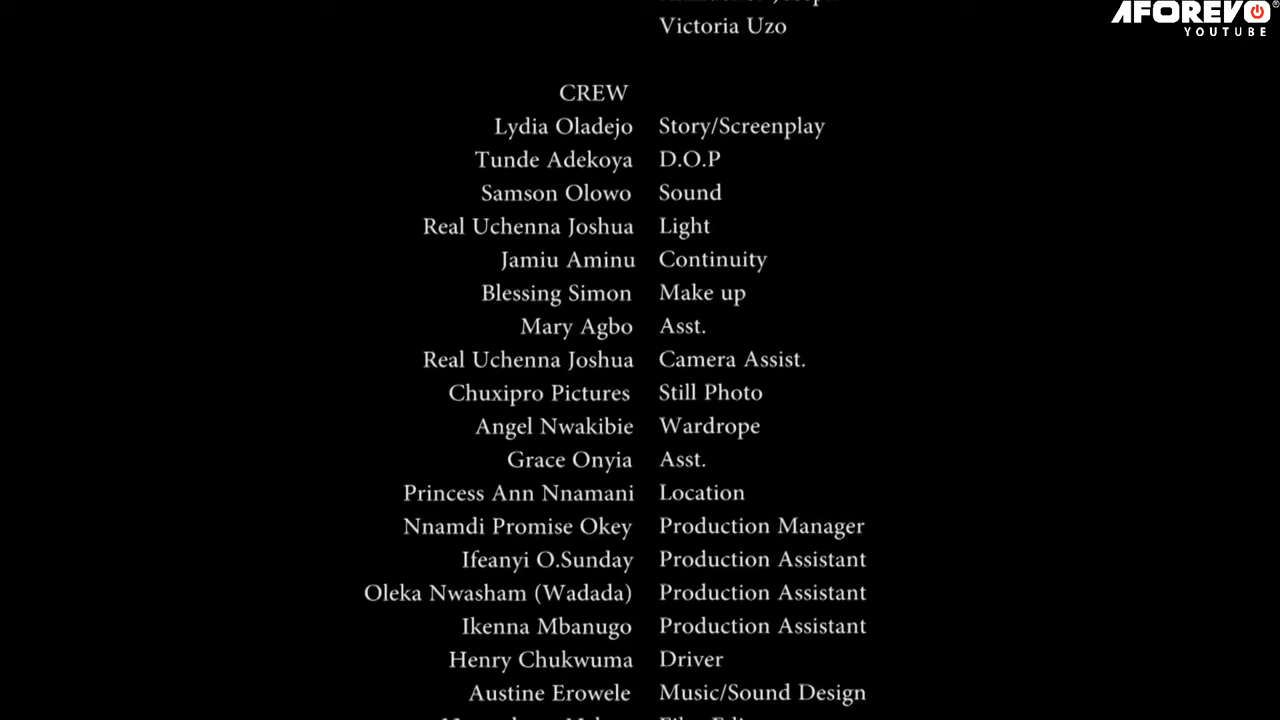 AFOREVO
YOUTUBE
Victoria Uzo
CREW
Lydia Oladejo Story/Screenplay
Tunde Adekoya D.O.P
Samson Olowo Sound
Real Uchenna Joshua Light
Jamiu Aminu Continuity
Blessing Simon Make up
Mary Agbo Asst.
Real Uchenna Joshua Camera Assist.
Chuxipro Pictures Still Photo
Angel Nwakibie Wardrope
Grace Onyia Asst.
Princess Ann Nnamani Location
Nnamdi Promise Okey Production Manager
Ifeanyi O.Sunday Production Assistant
Oleka Nwasham (Wadada) Production Assistant
Ikenna Mbanugo Production Assistant
Henry Chukwuma Driver
Austine Erowele Music/Sound Design